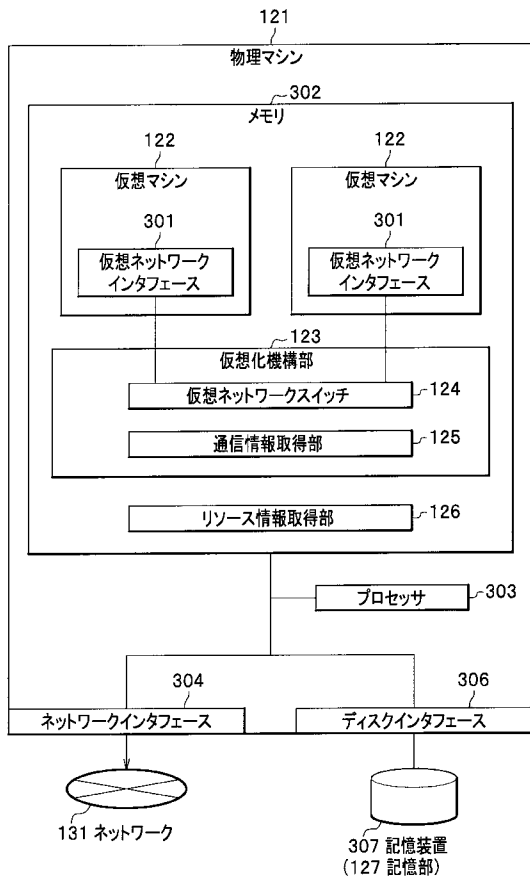 121
物理マシン
302
メモリ
122
仮想マシン
301
仮想ネットワーク
インタフェース
122
仮想マシン
301
仮想ネットワーク
インタフェース
123
仮想化機構部
仮想ネットワークスイッチ
124
通信情報取得部
125
リソース情報取得部
126
プロセッサ
303
304
ネットワークインタフェース
306
ディスクインタフェース
131 ネットワーク
307 記憶装置
(127 記憶部)